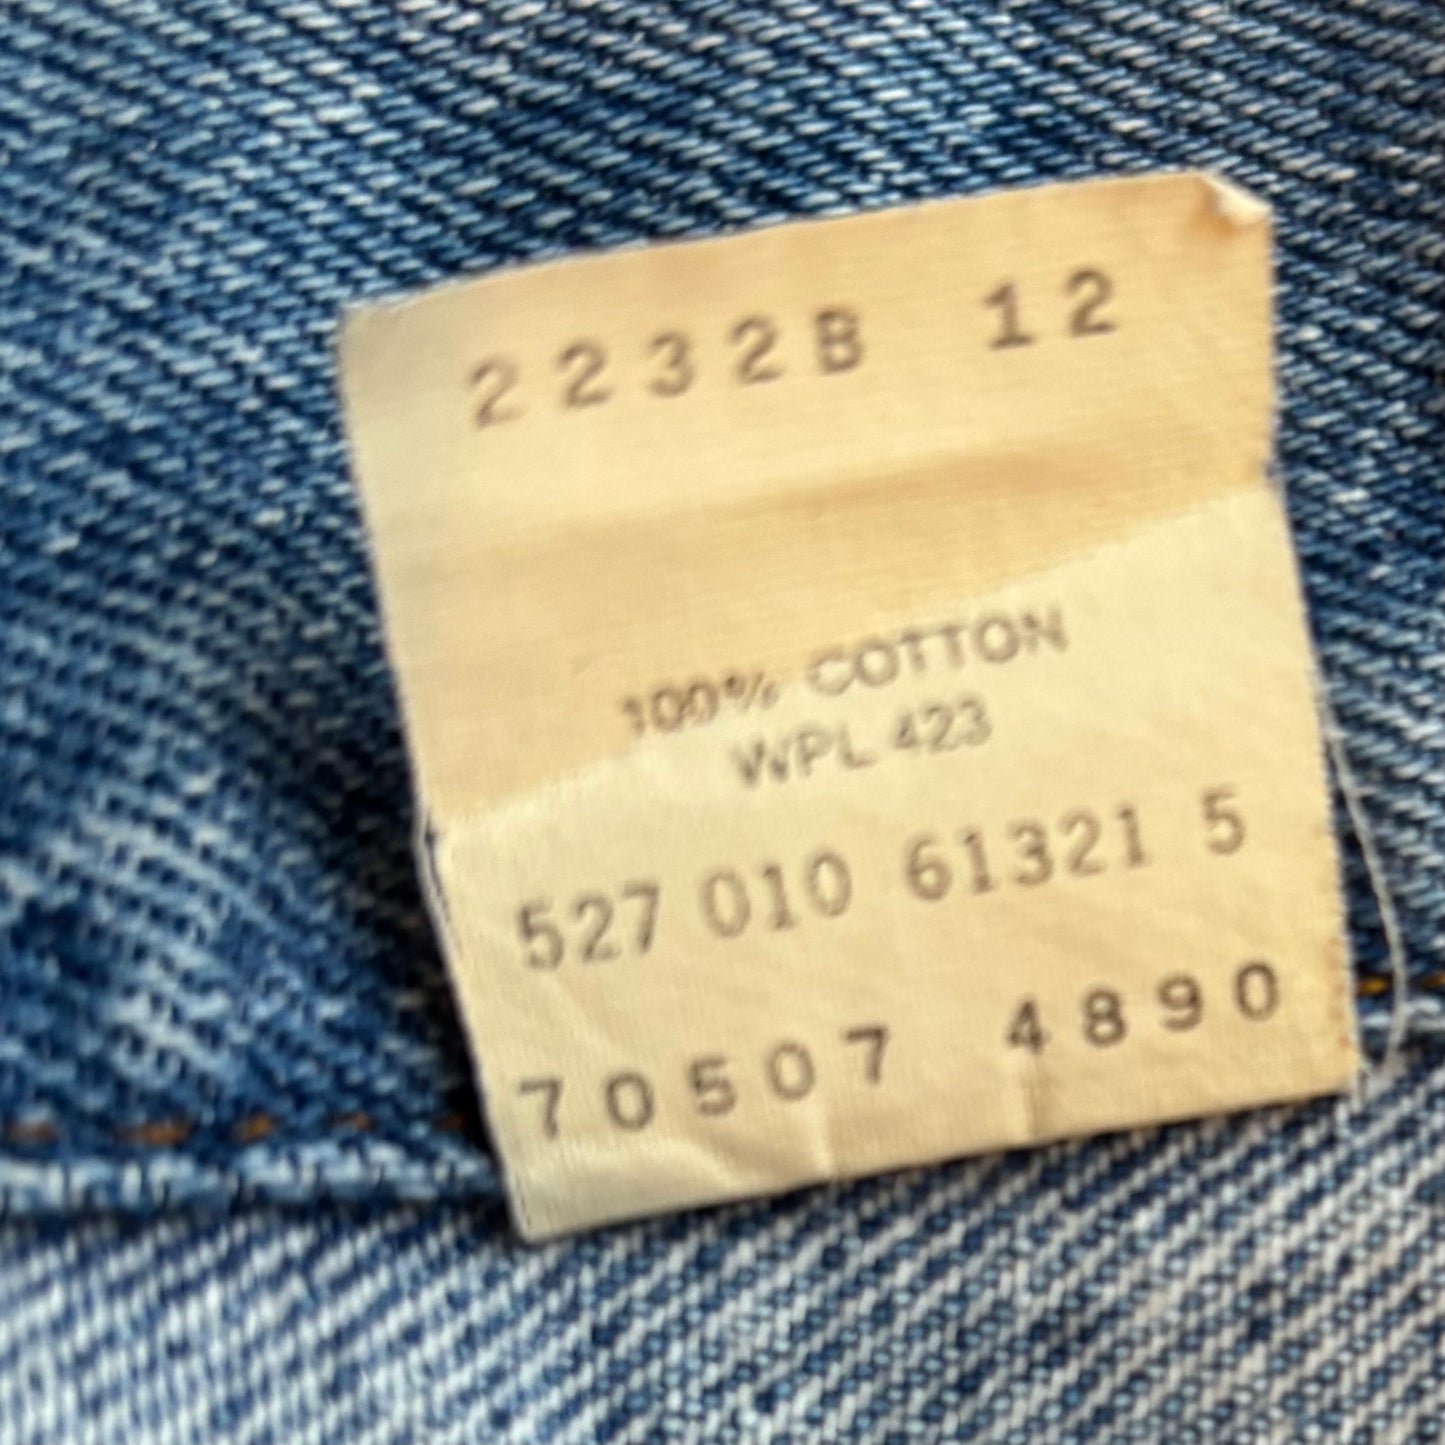 2232B 12
100% COTTON
WPL 423
527 010 61321 5
70507 4890